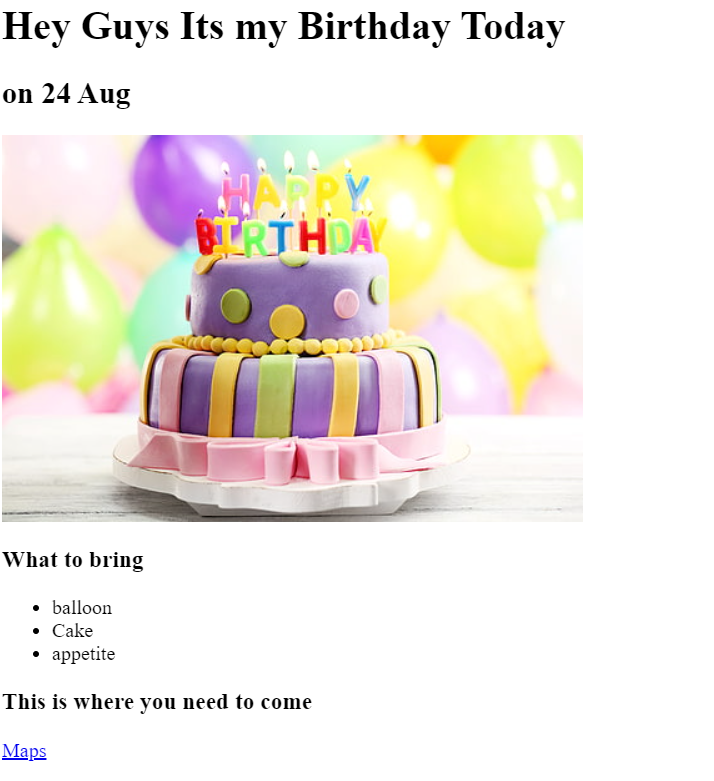 Hey Guys Its my Birthday Today
on 24 Aug
HAPPY
BIRTHDAY
What to bring
balloon
Cake
appetite
This is where you need to come
Maps